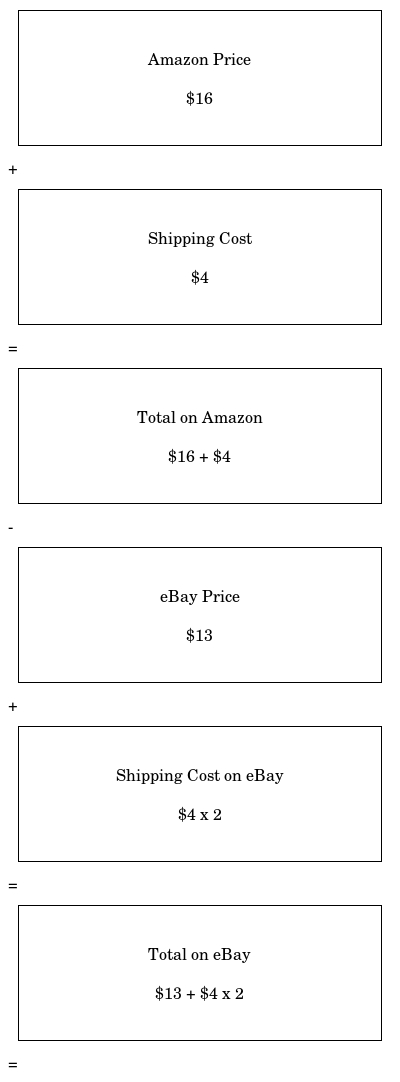 Amazon Price
$16
+
Shipping Cost
$4
=
Total on Amazon
$16 + $4
-
eBay Price
$13
+
Shipping Cost on eBay
$4 x 2
=
Total on eBay
$13 + $4 x 2
=